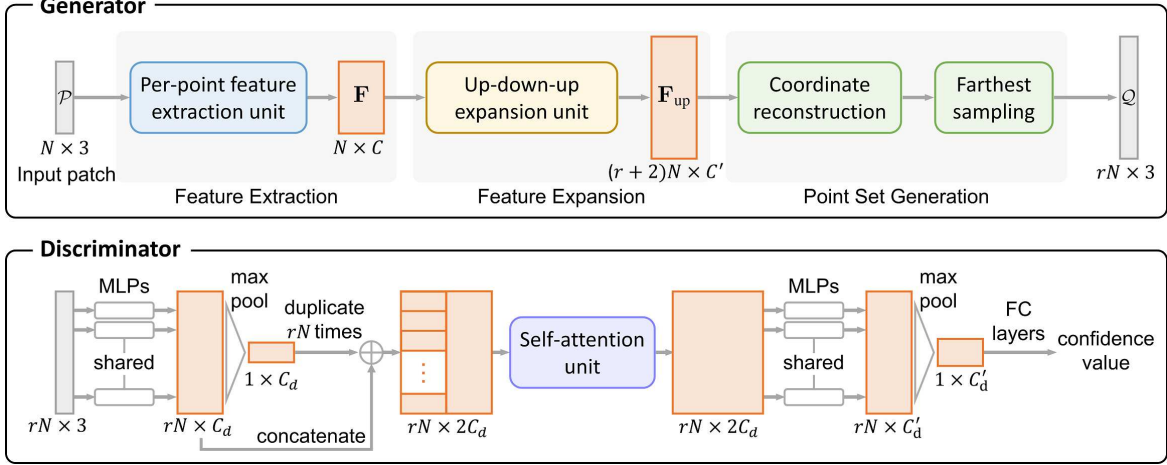 Generator
𝒫
N × 3
Input patch
Per-point feature
extraction unit
F
N × C
Feature Extraction
Up-down-up
expansion unit
F_up
(r + 2)N × C′
Feature Expansion
Coordinate
reconstruction
Farthest
sampling
Point Set Generation
𝒬
rN × 3
Discriminator
rN × 3
MLPs
shared
rN × C_d
max
pool
1 × C_d
duplicate
rN times
concatenate
rN × 2C_d
Self-attention
unit
rN × 2C_d
MLPs
shared
rN × C′_d
max
pool
1 × C′_d
FC
layers
confidence
value